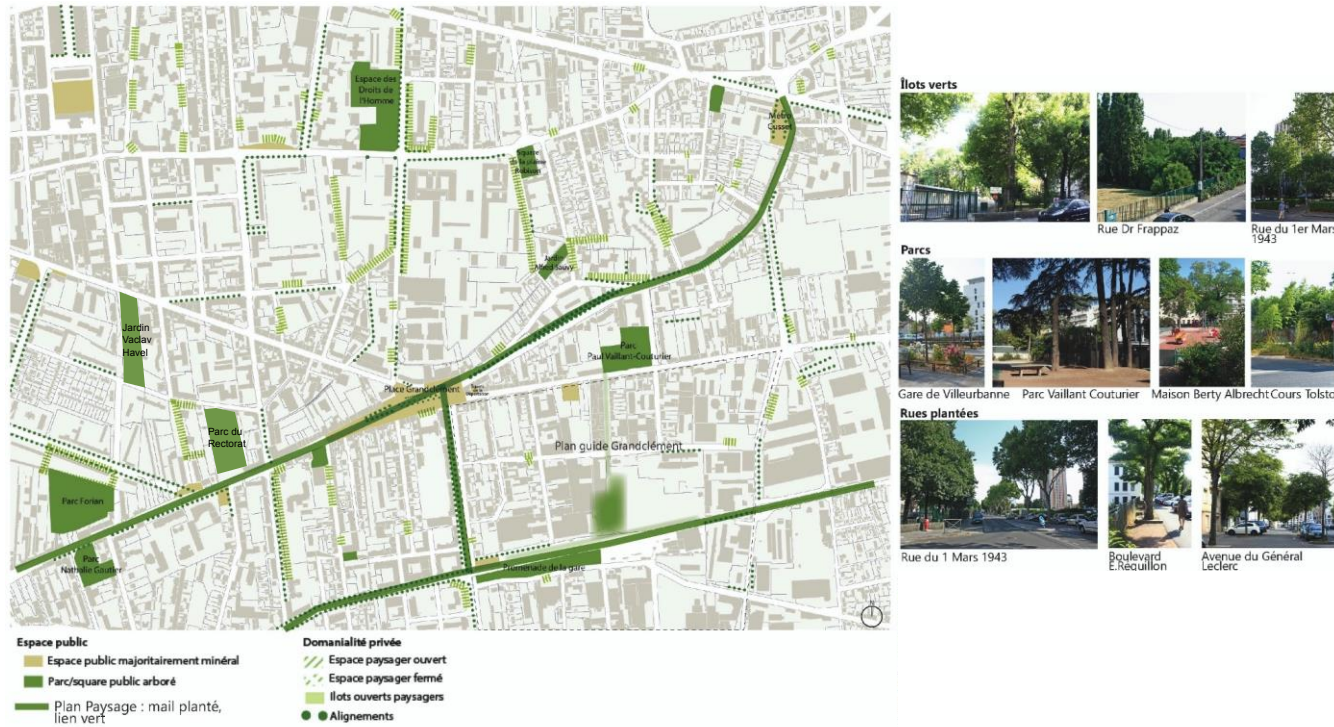 Espace des
Droits de
l'Homme
Métro
Cusset
Square
de la
Jardin
Alfred Sauvy
Jardin
Vaclav
Havel
Parc
Paul Vaillant-Couturier
Place Grandclément
Parc du
Rectorat
Plan guide Grandclément
Parc Forian
Parc
Nathalie Gautier
Promenade de la gare
N
Espace public
Espace public majoritairement minéral
Parc/square public arboré
Plan Paysage : mail planté,
lien vert
Domanialité privée
Espace paysager ouvert
Espace paysager fermé
Ilots ouverts paysagers
Alignements
Îlots verts
Rue Dr Frappaz
Rue du 1er Mars
1943
Parcs
Gare de Villeurbanne
Parc Vaillant Couturier
Maison Berty Albrecht
Cours Tolsto
Rues plantées
Rue du 1 Mars 1943
Boulevard
E.Réguillon
Avenue du Général
Leclerc